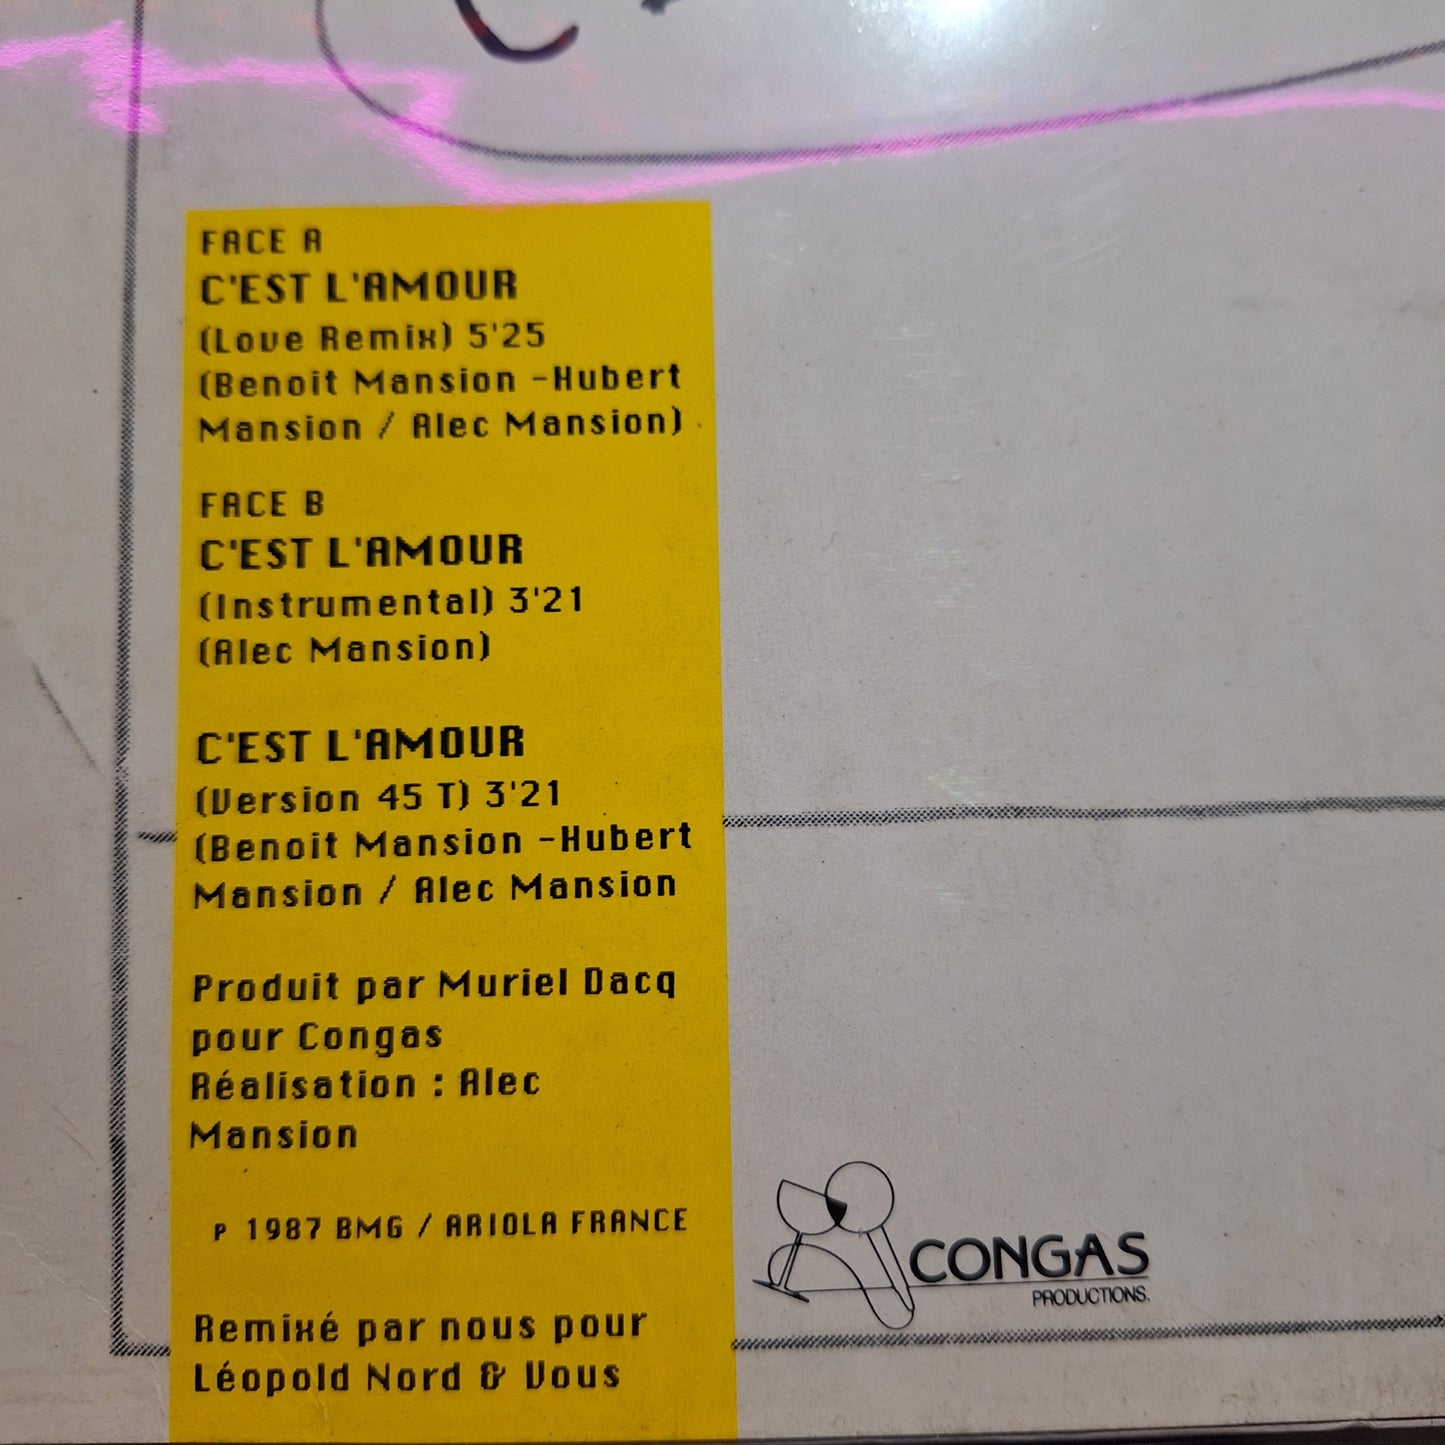 FACE A
C'EST L'AMOUR
(Love Remix) 5'25
(Benoit Mansion -Hubert
Mansion / Alec Mansion)
FACE B
C'EST L'AMOUR
(Instrumental) 3'21
(Alec Mansion)
C'EST L'AMOUR
(Version 45 T) 3'21
(Benoit Mansion -Hubert
Mansion / Alec Mansion
Produit par Muriel Dacq
pour Congas
Réalisation : Alec
Mansion
P 1987 BMG / ARIOLA FRANCE
Remixé par nous pour
Léopold Nord & Vous
CONGAS
PRODUCTIONS.